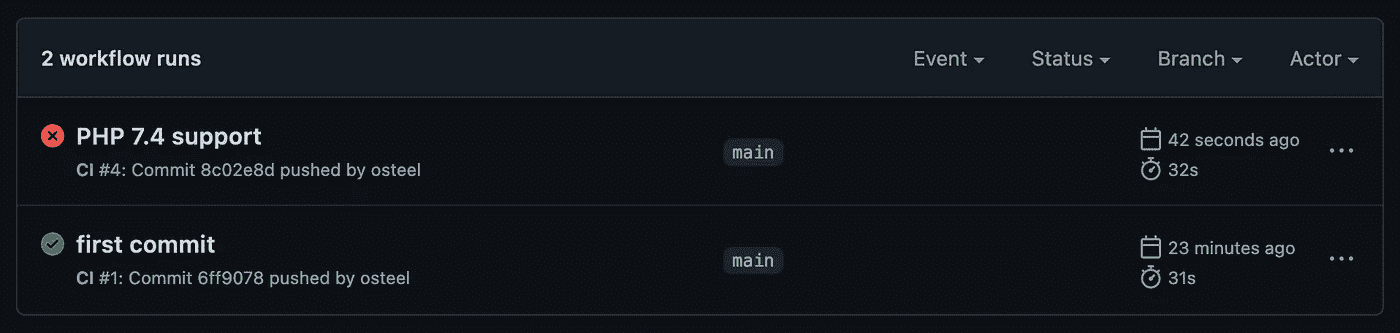 2 workflow runs
Event Status Branch Actor
PHP 7.4 support
CI #4: Commit 8c02e8d pushed by osteel
main
42 seconds ago
32s
first commit
CI #1: Commit 6ff9078 pushed by osteel
main
23 minutes ago
31s